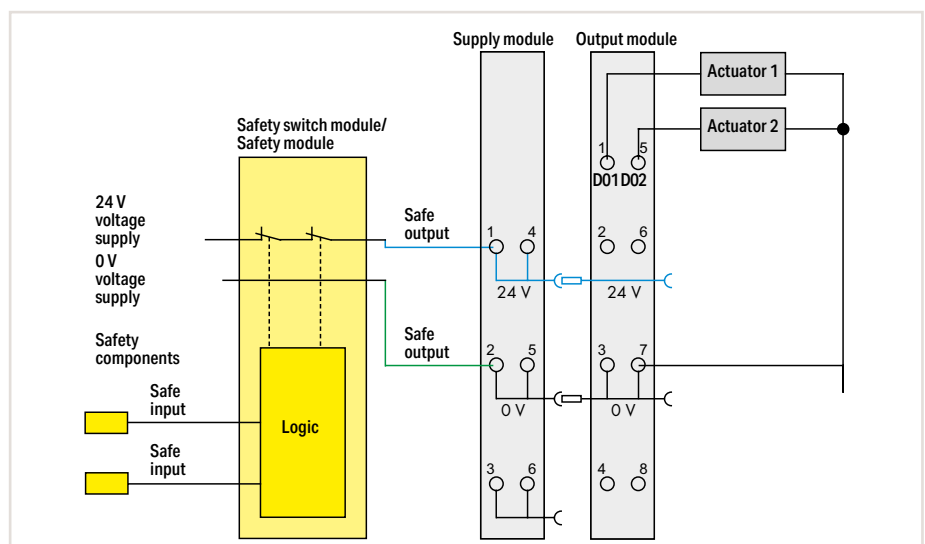 Supply module
Output module
Actuator 1
Actuator 2
Safety switch module/
Safety module
1
5
DO1 DO2
24 V
voltage
supply
Safe
output
1
4
2
6
0 V
voltage
supply
24 V
24 V
Safety
components
Safe
output
2
5
3
7
Safe
input
0 V
0 V
Logic
Safe
input
3
6
4
8